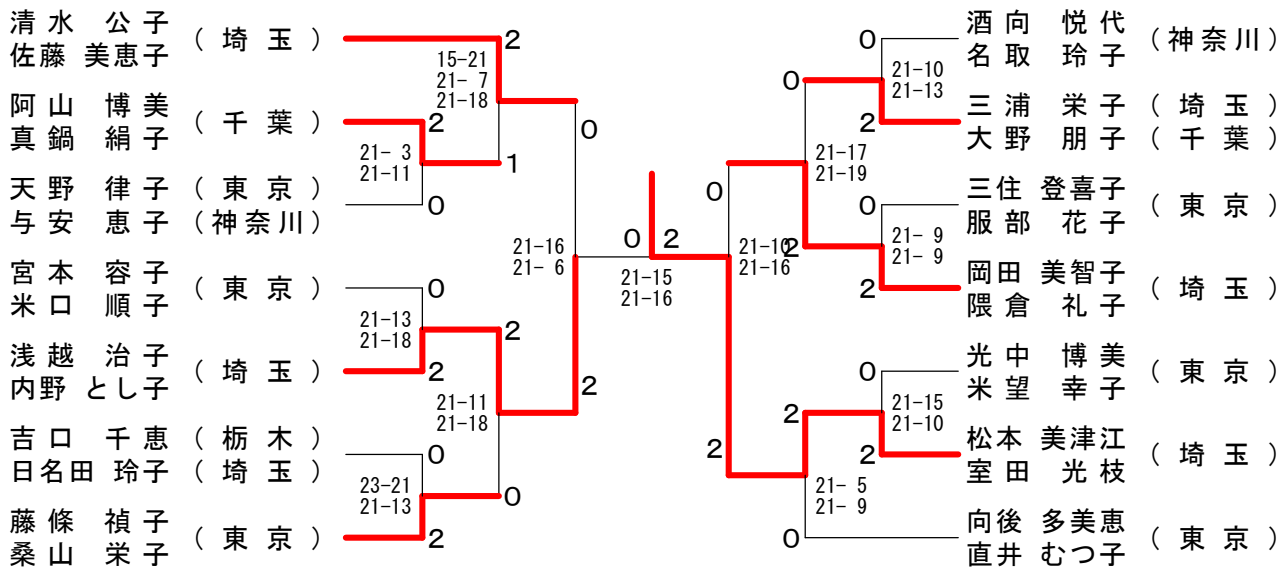 清水 公子
佐藤 美恵子
（埼玉）
2
15-21
21- 7
21-18
阿山 博美
真鍋 絹子
（千葉）
2
1
21- 3
21-11
天野 律子（東京）
与安 恵子（神奈川）
0
0
宮本 容子
米口 順子
（東京）
0
21-13
21-18
2
浅越 治子
内野 とし子
（埼玉）
2
21-11
21-18
2
21-16
21- 6
吉口 千恵（栃木）
日名田 玲子（埼玉）
0
23-21
21-13
0
藤條 禎子
桑山 栄子
（東京）
2
0 2
21-15
21-16
酒向 悦代
名取 玲子
（神奈川）
0
21-10
21-13
0
三浦 栄子（埼玉）
大野 朋子（千葉）
2
21-17
21-19
0
三住 登喜子
服部 花子
（東京）
0
21- 9
21- 9
2
21-10
21-16
岡田 美智子
隈倉 礼子
（埼玉）
2
光中 博美
米望 幸子
（東京）
0
21-15
21-10
2
松本 美津江
室田 光枝
（埼玉）
2
2
21- 5
21- 9
向後 多美恵
直井 むつ子
（東京）
0